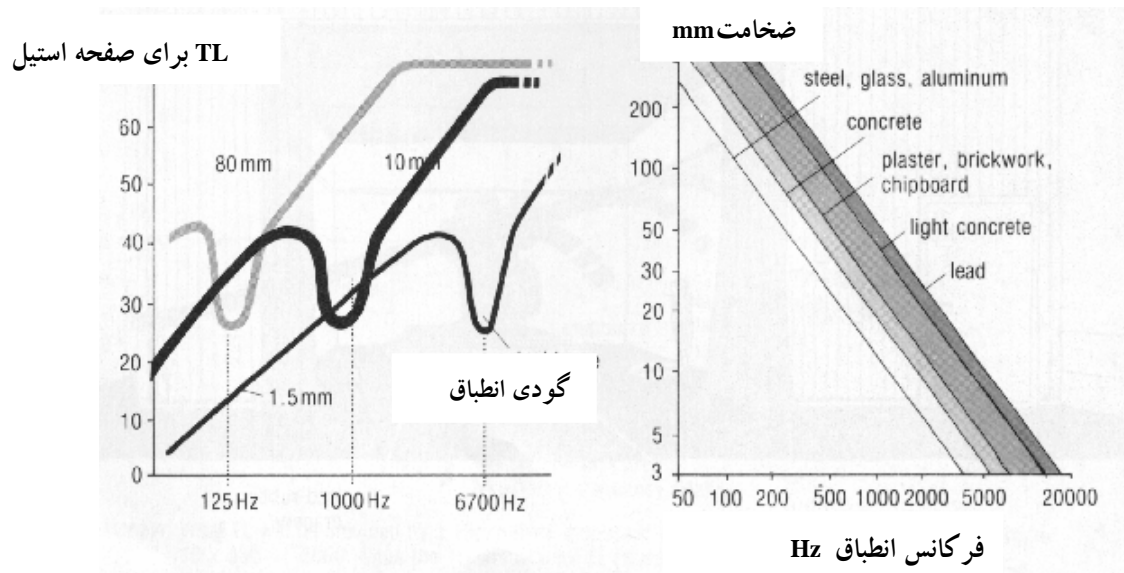 TL برای صفحه استیل
60
50
40
30
20
10
0
80 mm
10 mm
1.5 mm
گودی انطباق
125 Hz
1000 Hz
6700 Hz
ضخامت mm
200
100
50
30
20
10
5
3
steel, glass, aluminum
concrete
plaster, brickwork,
chipboard
light concrete
lead
50 100 200 500 1000 2000 5000 20000
فرکانس انطباق Hz